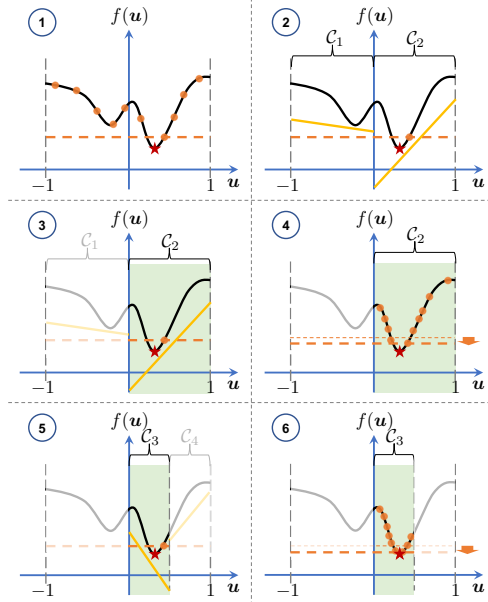 1
f(𝒖)
−1
1
𝒖
2
f(𝒖)
𝒞₁
𝒞₂
−1
1
𝒖
3
f(𝒖)
𝒞₁
𝒞₂
−1
1
𝒖
4
f(𝒖)
𝒞₂
−1
1
𝒖
5
f(𝒖)
𝒞₃
𝒞₄
−1
1
𝒖
6
f(𝒖)
𝒞₃
−1
1
𝒖